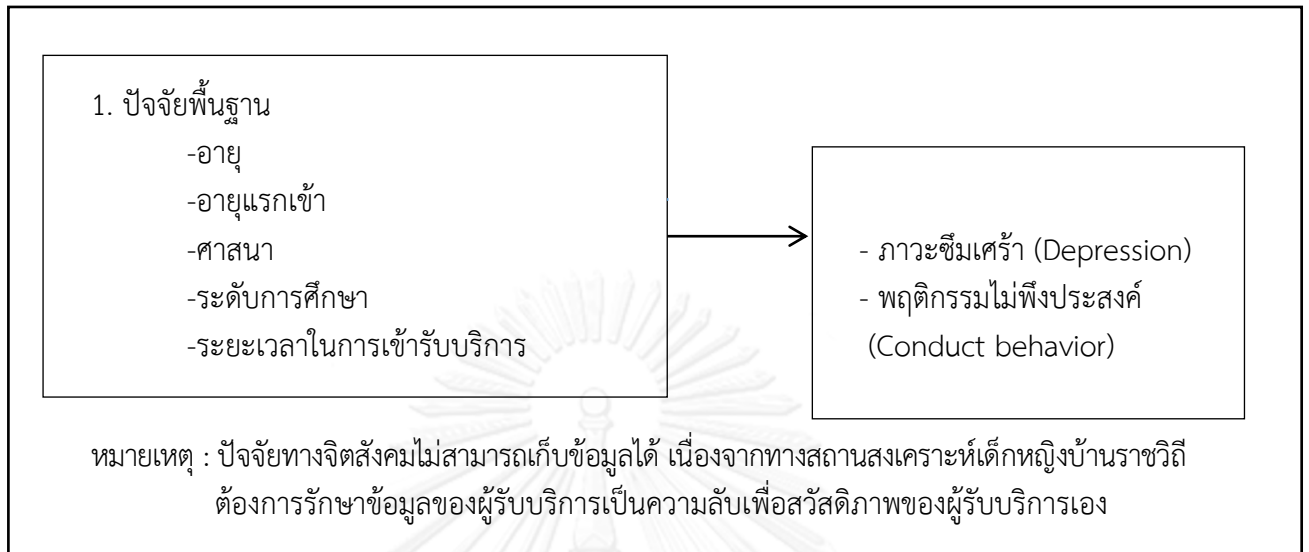 1. ปัจจัยพื้นฐาน
-อายุ
-อายุแรกเข้า
-ศาสนา
-ระดับการศึกษา
-ระยะเวลาในการเข้ารับบริการ
- ภาวะซึมเศร้า (Depression)
- พฤติกรรมไม่พึงประสงค์
(Conduct behavior)
หมายเหตุ : ปัจจัยทางจิตสังคมไม่สามารถเก็บข้อมูลได้ เนื่องจากทางสถานสงเคราะห์เด็กหญิงบ้านราชวิถี
ต้องการรักษาข้อมูลของผู้รับบริการเป็นความลับเพื่อสวัสดิภาพของผู้รับบริการเอง